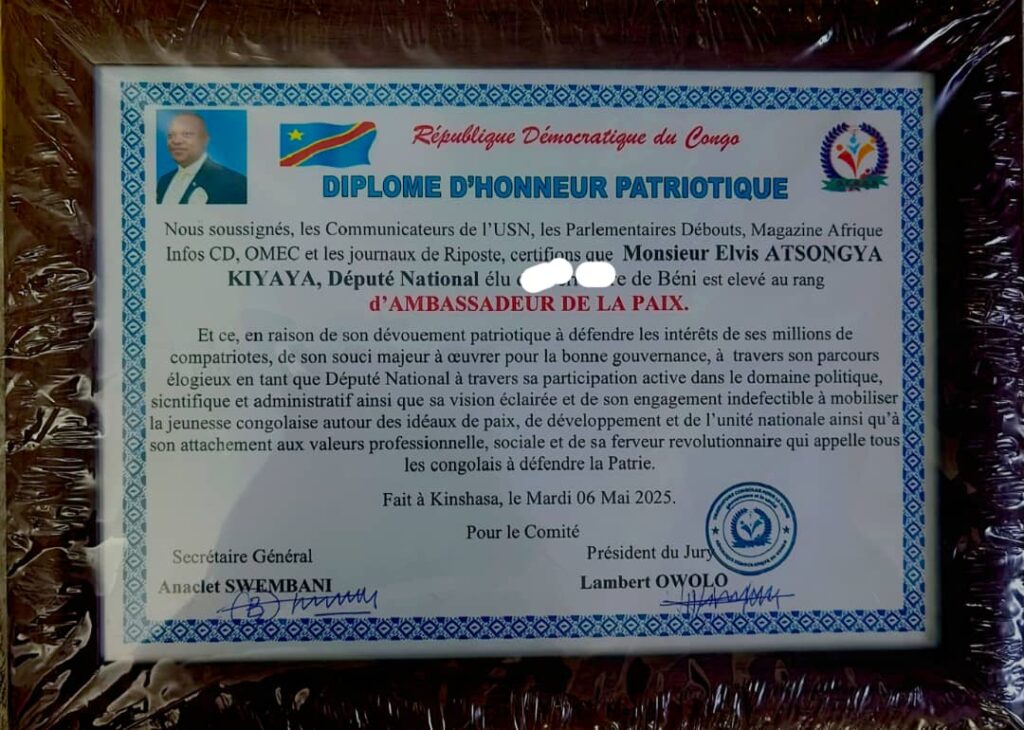 République Démocratique du Congo
DIPLOME D'HONNEUR PATRIOTIQUE
Nous soussignés, les Communicateurs de l'USN, les Parlementaires Débouts, Magazine Afrique
Infos CD, OMEC et les journaux de Riposte, certifions que Monsieur Elvis ATSONGYA
KIYAYA, Député National élu de Béni est elevé au rang
d'AMBASSADEUR DE LA PAIX.
Et ce, en raison de son dévouement patriotique à défendre les intérêts de ses millions de
compatriotes, de son souci majeur à œuvrer pour la bonne gouvernance, à travers son parcours
élogieux en tant que Député National à travers sa participation active dans le domaine politique,
sicntifique et administratif ainsi que sa vision éclairée et de son engagement indefectible à mobiliser
la jeunesse congolaise autour des idéaux de paix, de développement et de l'unité nationale ainsi qu'à
son attachement aux valeurs professionnelle, sociale et de sa ferveur revolutionnaire qui appelle tous
les congolais à défendre la Patrie.
Fait à Kinshasa, le Mardi 06 Mai 2025.
Pour le Comité
Secrétaire Général
Anaclet SWEMBANI
Président du Jury
Lambert OWOLO